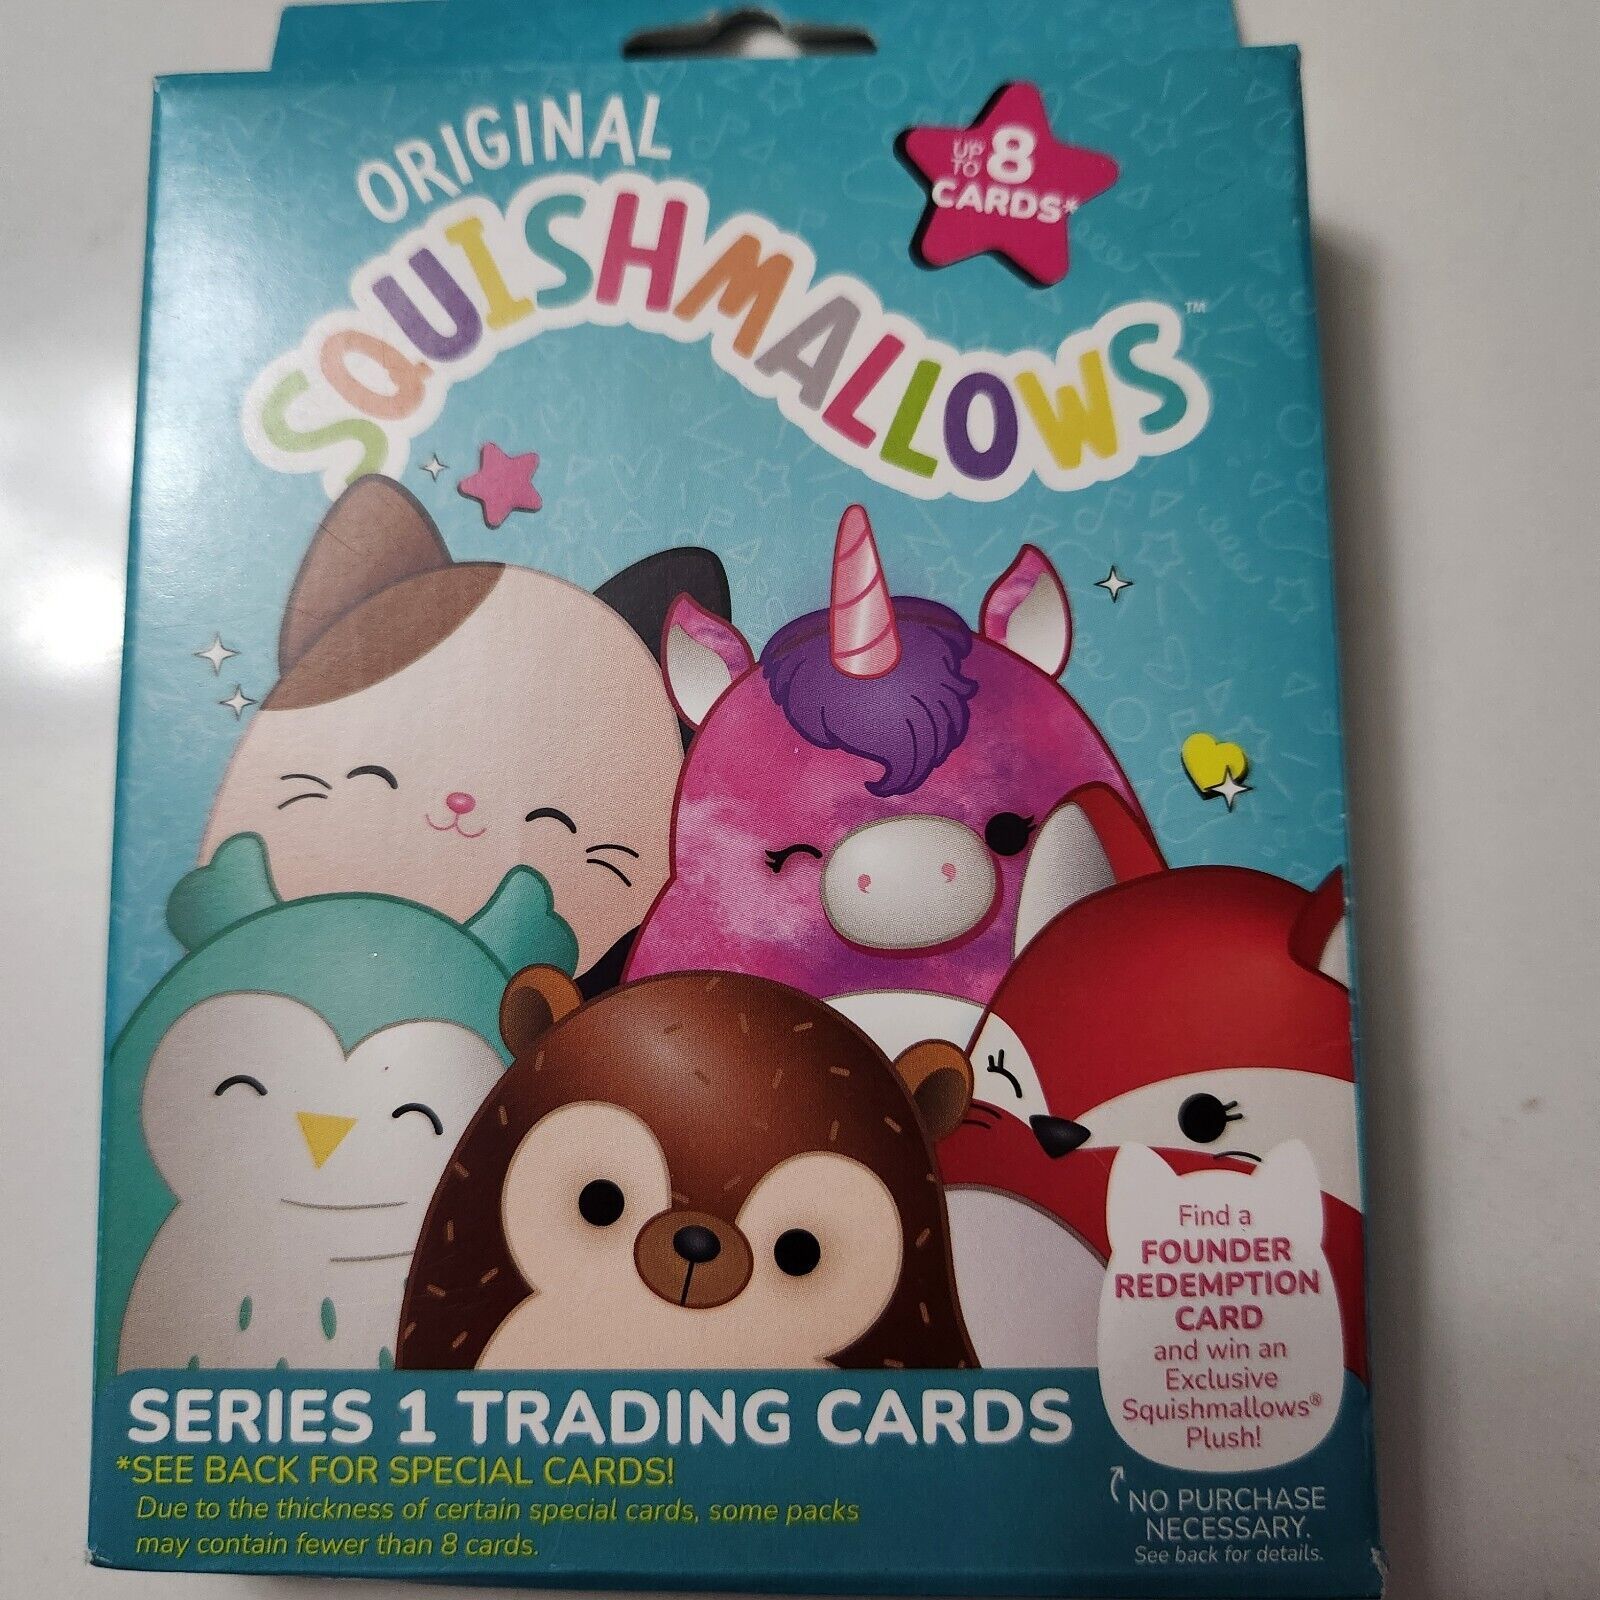 ORIGINAL
SQUISHMALLOWS™
UP TO 8
CARDS*
Find a
FOUNDER
REDEMPTION
CARD
and win an
Exclusive
Squishmallows®
Plush!
SERIES 1 TRADING CARDS
*SEE BACK FOR SPECIAL CARDS!
Due to the thickness of certain special cards, some packs
may contain fewer than 8 cards.
NO PURCHASE
NECESSARY.
See back for details.